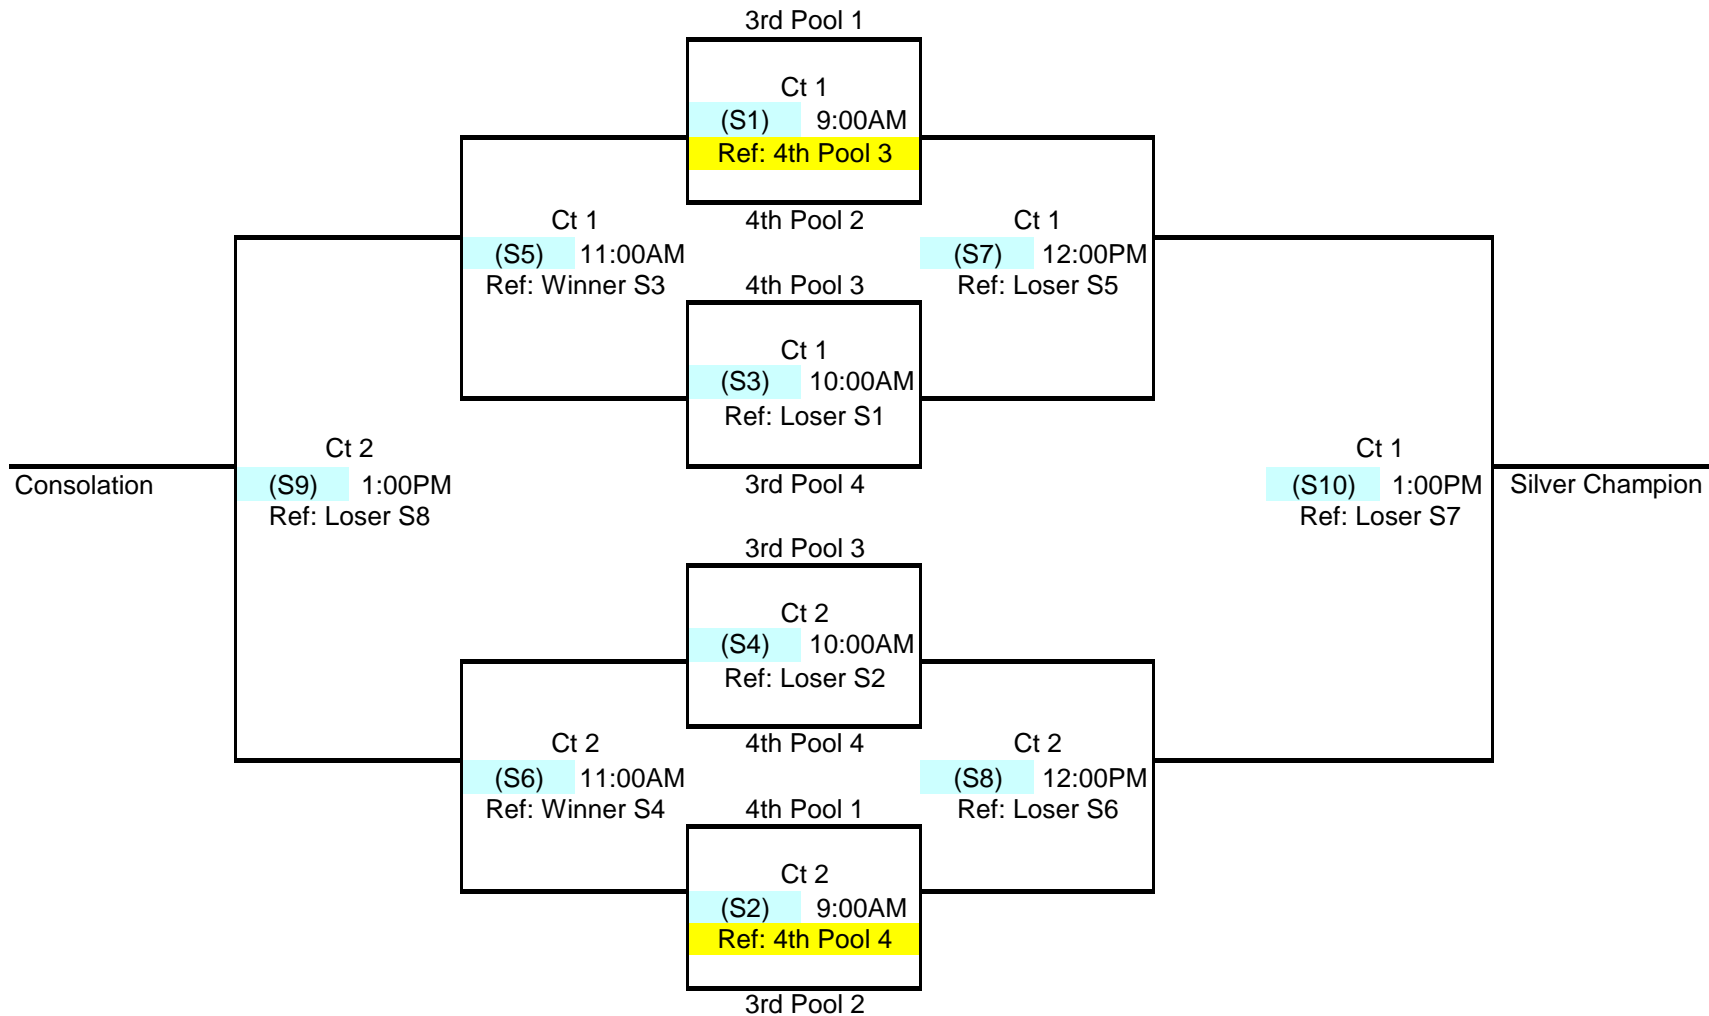 3rd Pool 1
Ct 1
(S1) 9:00AM
Ref: 4th Pool 3
4th Pool 2
Ct 1
(S5) 11:00AM
Ref: Winner S3
Ct 1
(S7) 12:00PM
Ref: Loser S5
4th Pool 3
Ct 1
(S3) 10:00AM
Ref: Loser S1
3rd Pool 4
Consolation
Ct 2
(S9) 1:00PM
Ref: Loser S8
Ct 1
(S10) 1:00PM
Ref: Loser S7
Silver Champion
3rd Pool 3
Ct 2
(S4) 10:00AM
Ref: Loser S2
4th Pool 4
Ct 2
(S6) 11:00AM
Ref: Winner S4
Ct 2
(S8) 12:00PM
Ref: Loser S6
4th Pool 1
Ct 2
(S2) 9:00AM
Ref: 4th Pool 4
3rd Pool 2